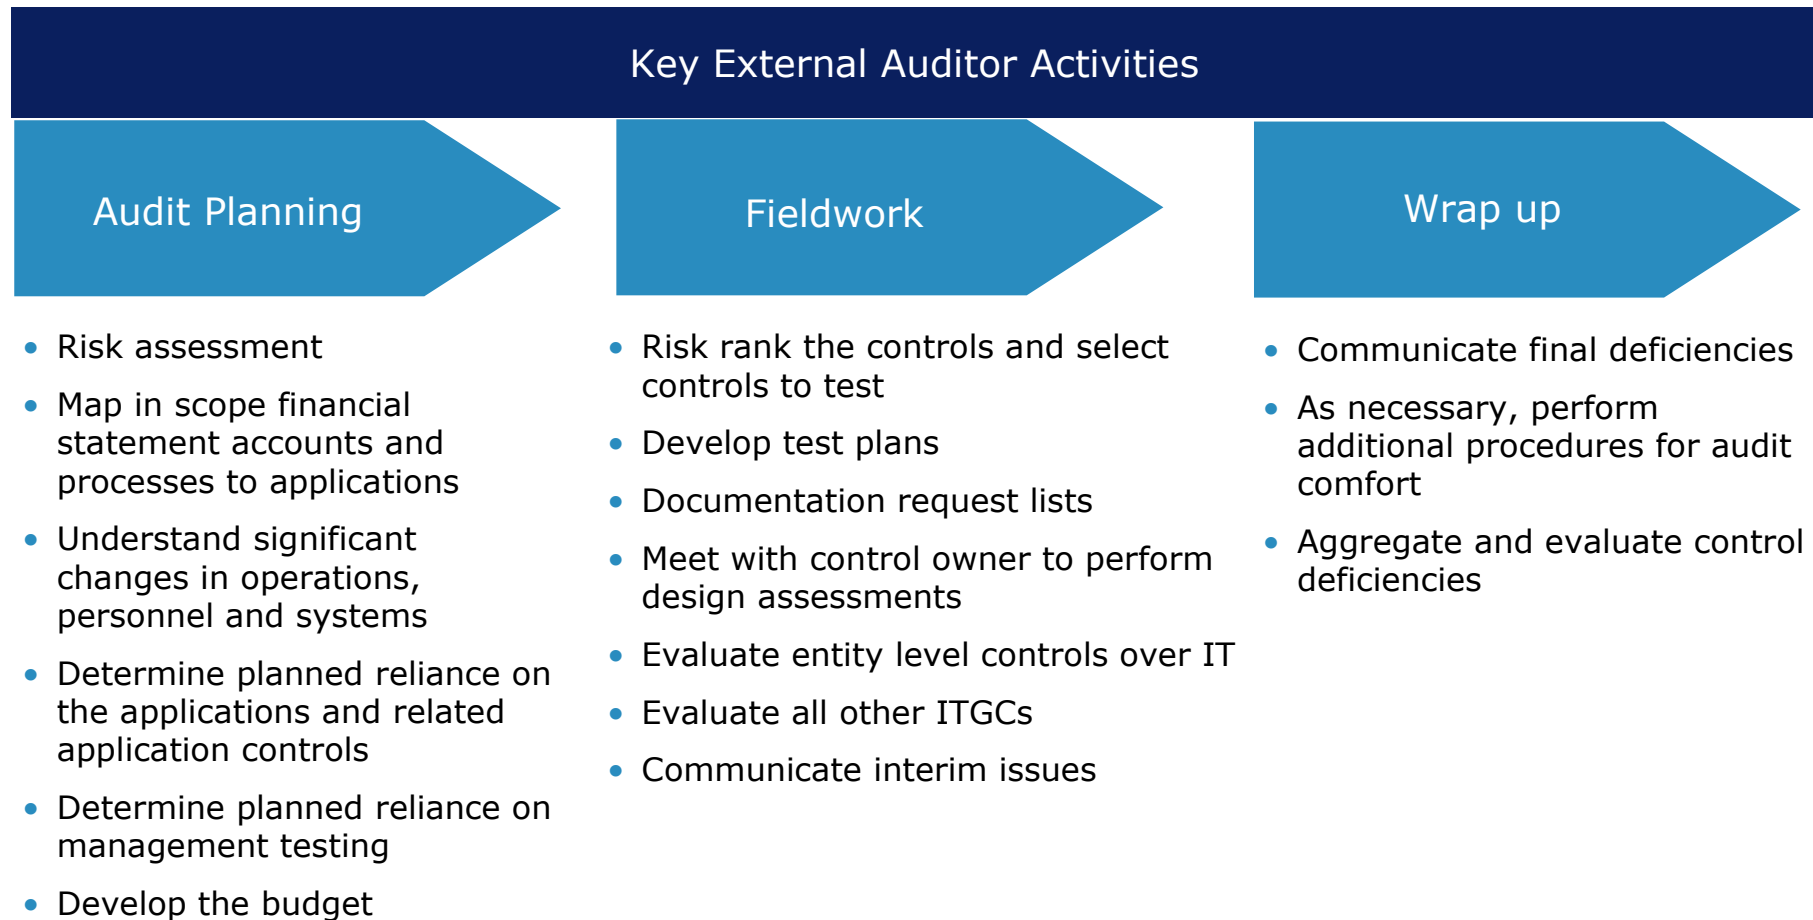 Key External Auditor Activities
Audit Planning
• Risk assessment
• Map in scope financial
statement accounts and
processes to applications
• Understand significant
changes in operations,
personnel and systems
• Determine planned reliance on
the applications and related
application controls
• Determine planned reliance on
management testing
• Develop the budget
Fieldwork
• Risk rank the controls and select
controls to test
• Develop test plans
• Documentation request lists
• Meet with control owner to perform
design assessments
• Evaluate entity level controls over IT
• Evaluate all other ITGCs
• Communicate interim issues
Wrap up
• Communicate final deficiencies
• As necessary, perform
additional procedures for audit
comfort
• Aggregate and evaluate control
deficiencies